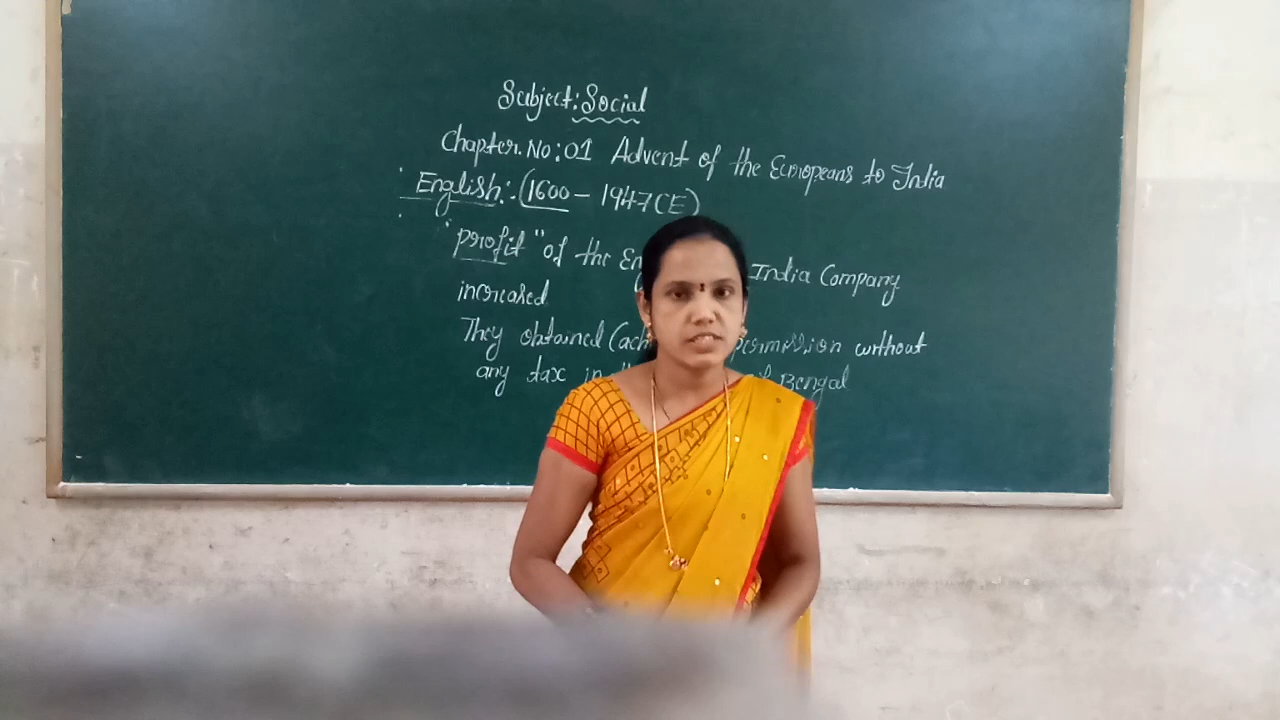 Subject: Social
Chapter. No: 01 Advent of the Europeans to India
English:- (1600 - 1947 CE)
"profit" of the India Company
increased
They obtained permission without
any tax in Bengal